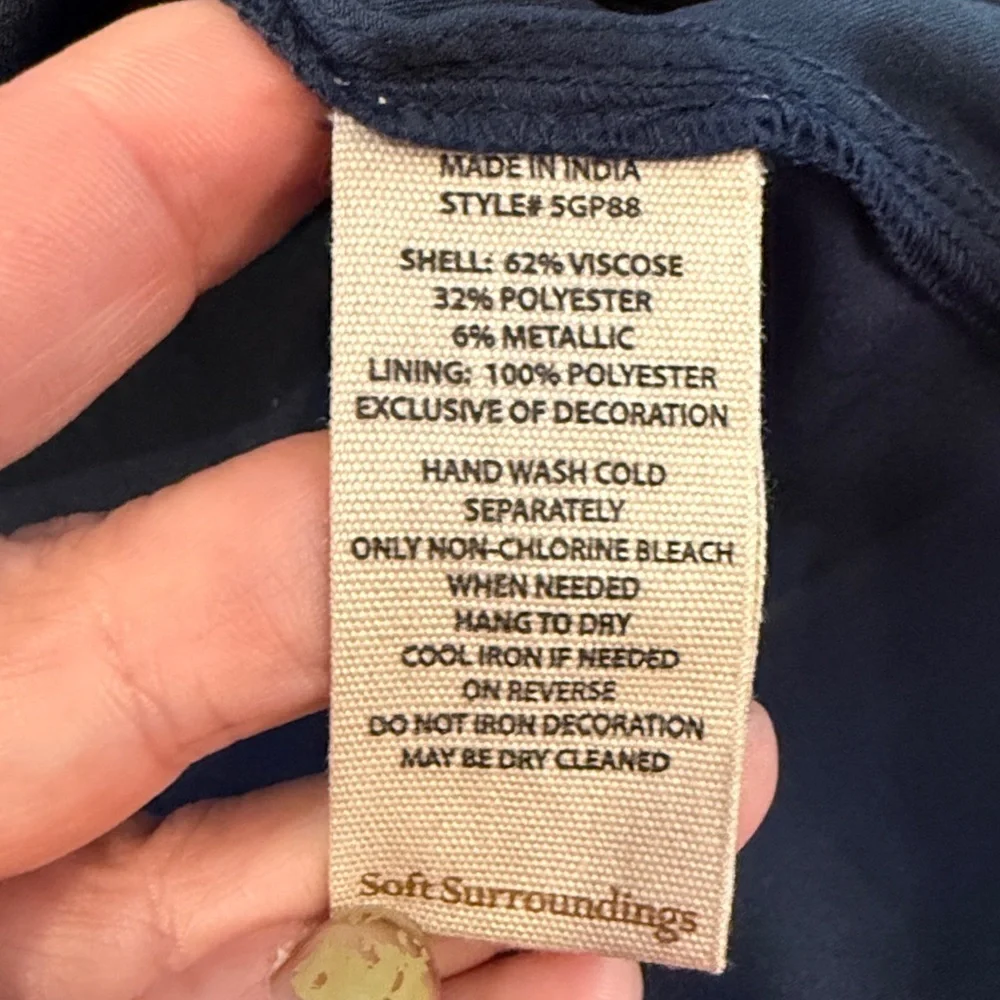 MADE IN INDIA
STYLE# 5GP88
SHELL: 62% VISCOSE
32% POLYESTER
6% METALLIC
LINING: 100% POLYESTER
EXCLUSIVE OF DECORATION
HAND WASH COLD
SEPARATELY
ONLY NON-CHLORINE BLEACH
WHEN NEEDED
HANG TO DRY
COOL IRON IF NEEDED
ON REVERSE
DO NOT IRON DECORATION
MAY BE DRY CLEANED
Soft Surroundings